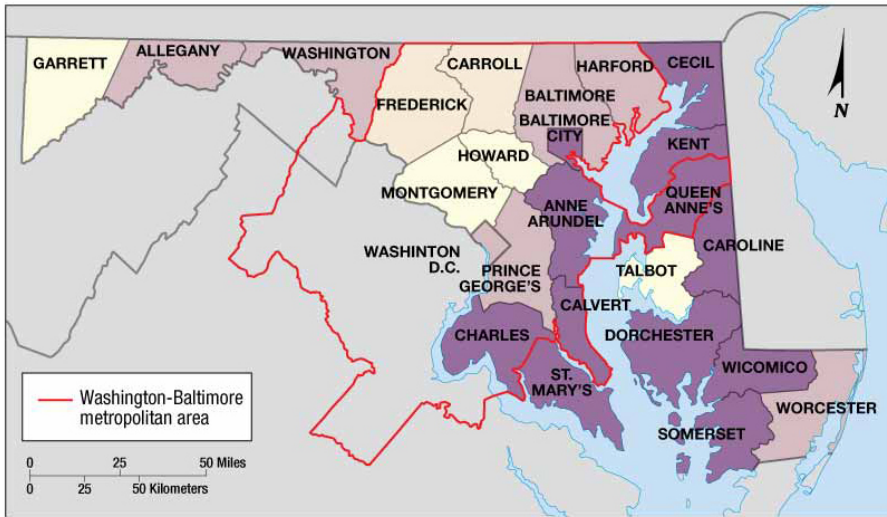 GARRETT
ALLEGANY
WASHINGTON
FREDERICK
CARROLL
BALTIMORE
HARFORD
CECIL
BALTIMORE
CITY
KENT
HOWARD
MONTGOMERY
ANNE
ARUNDEL
QUEEN
ANNE'S
WASHINTON
D.C.
PRINCE
GEORGE'S
CAROLINE
TALBOT
CALVERT
CHARLES
DORCHESTER
ST.
MARY'S
WICOMICO
WORCESTER
SOMERSET
N
Washington-Baltimore
metropolitan area
0 25 50 Miles
0 25 50 Kilometers